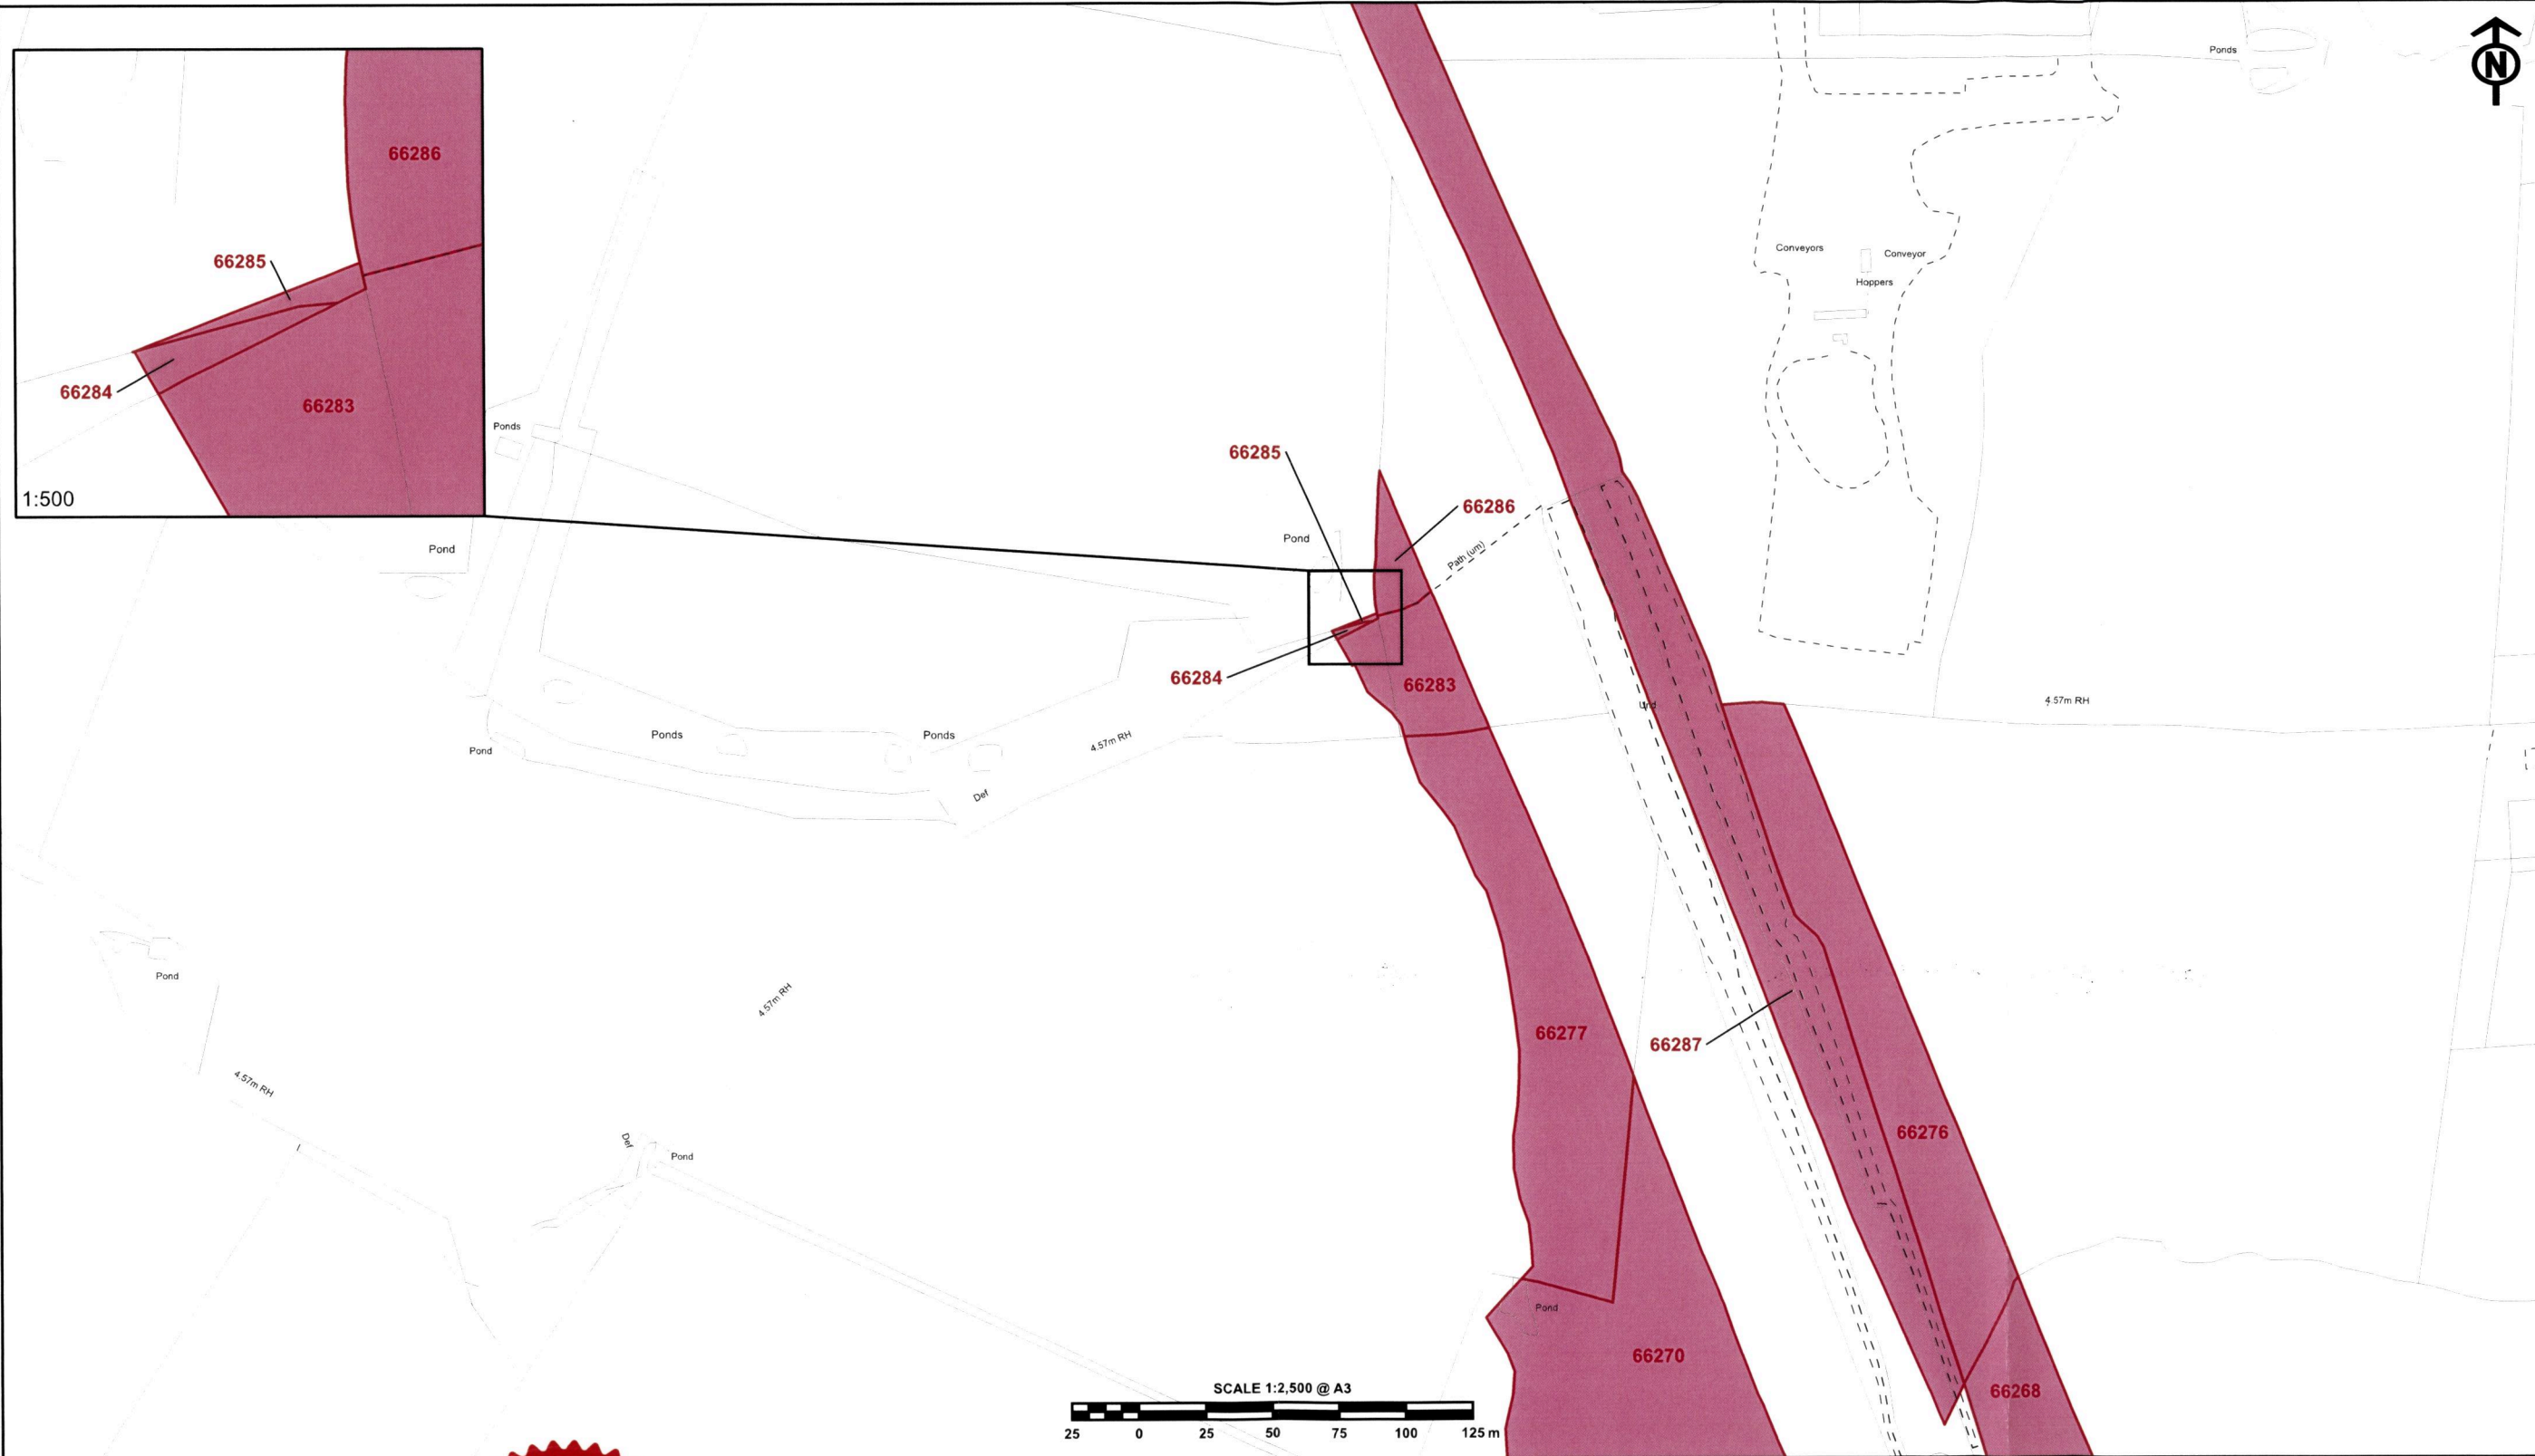 N
Ponds
66286
66285
66284
66283
1:500
Conveyors
Conveyor
Hoppers
Ponds
Pond
66285
66286
Pond
Path (um)
66284
66283
Und
4.57m RH
Pond
Ponds
Ponds
4.57m RH
Def
Pond
4.57m RH
66277
66287
4.57m RH
66276
Def
Pond
Pond
66270
66268
SCALE 1:2,500 @ A3
25 0 25 50 75 100 125 m